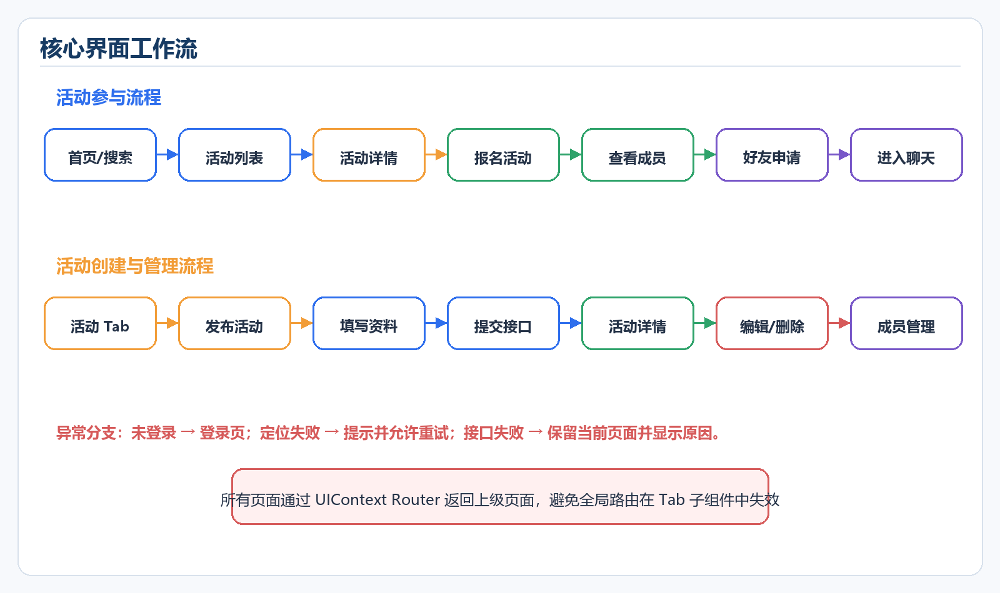 核心界面工作流
活动参与流程
首页/搜索
活动列表
活动详情
报名活动
查看成员
好友申请
进入聊天
活动创建与管理流程
活动 Tab
发布活动
填写资料
提交接口
活动详情
编辑/删除
成员管理
异常分支：未登录 → 登录页；定位失败 → 提示并允许重试；接口失败 → 保留当前页面并显示原因。
所有页面通过 UIContext Router 返回上级页面，避免全局路由在 Tab 子组件中失效